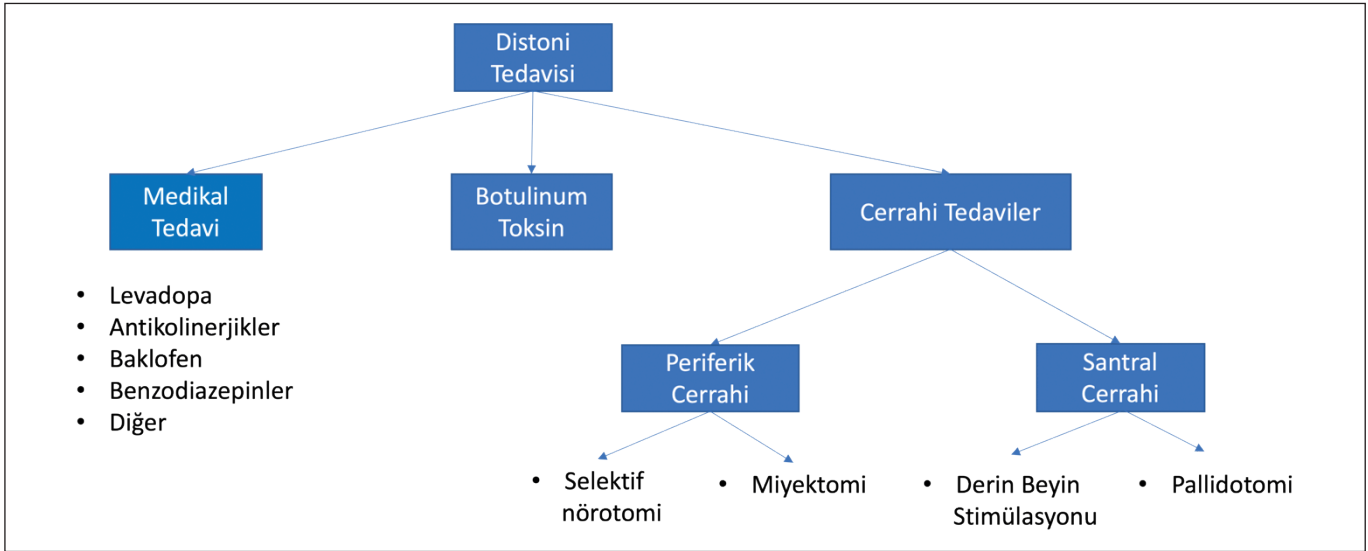 Distoni
Tedavisi
Medikal
Tedavi
Botulinum
Toksin
Cerrahi Tedaviler
• Levadopa
• Antikolinerjikler
• Baklofen
• Benzodiazepinler
• Diğer
Periferik
Cerrahi
Santral
Cerrahi
• Selektif
nörotomi
• Miyektomi
• Derin Beyin
Stimülasyonu
• Pallidotomi